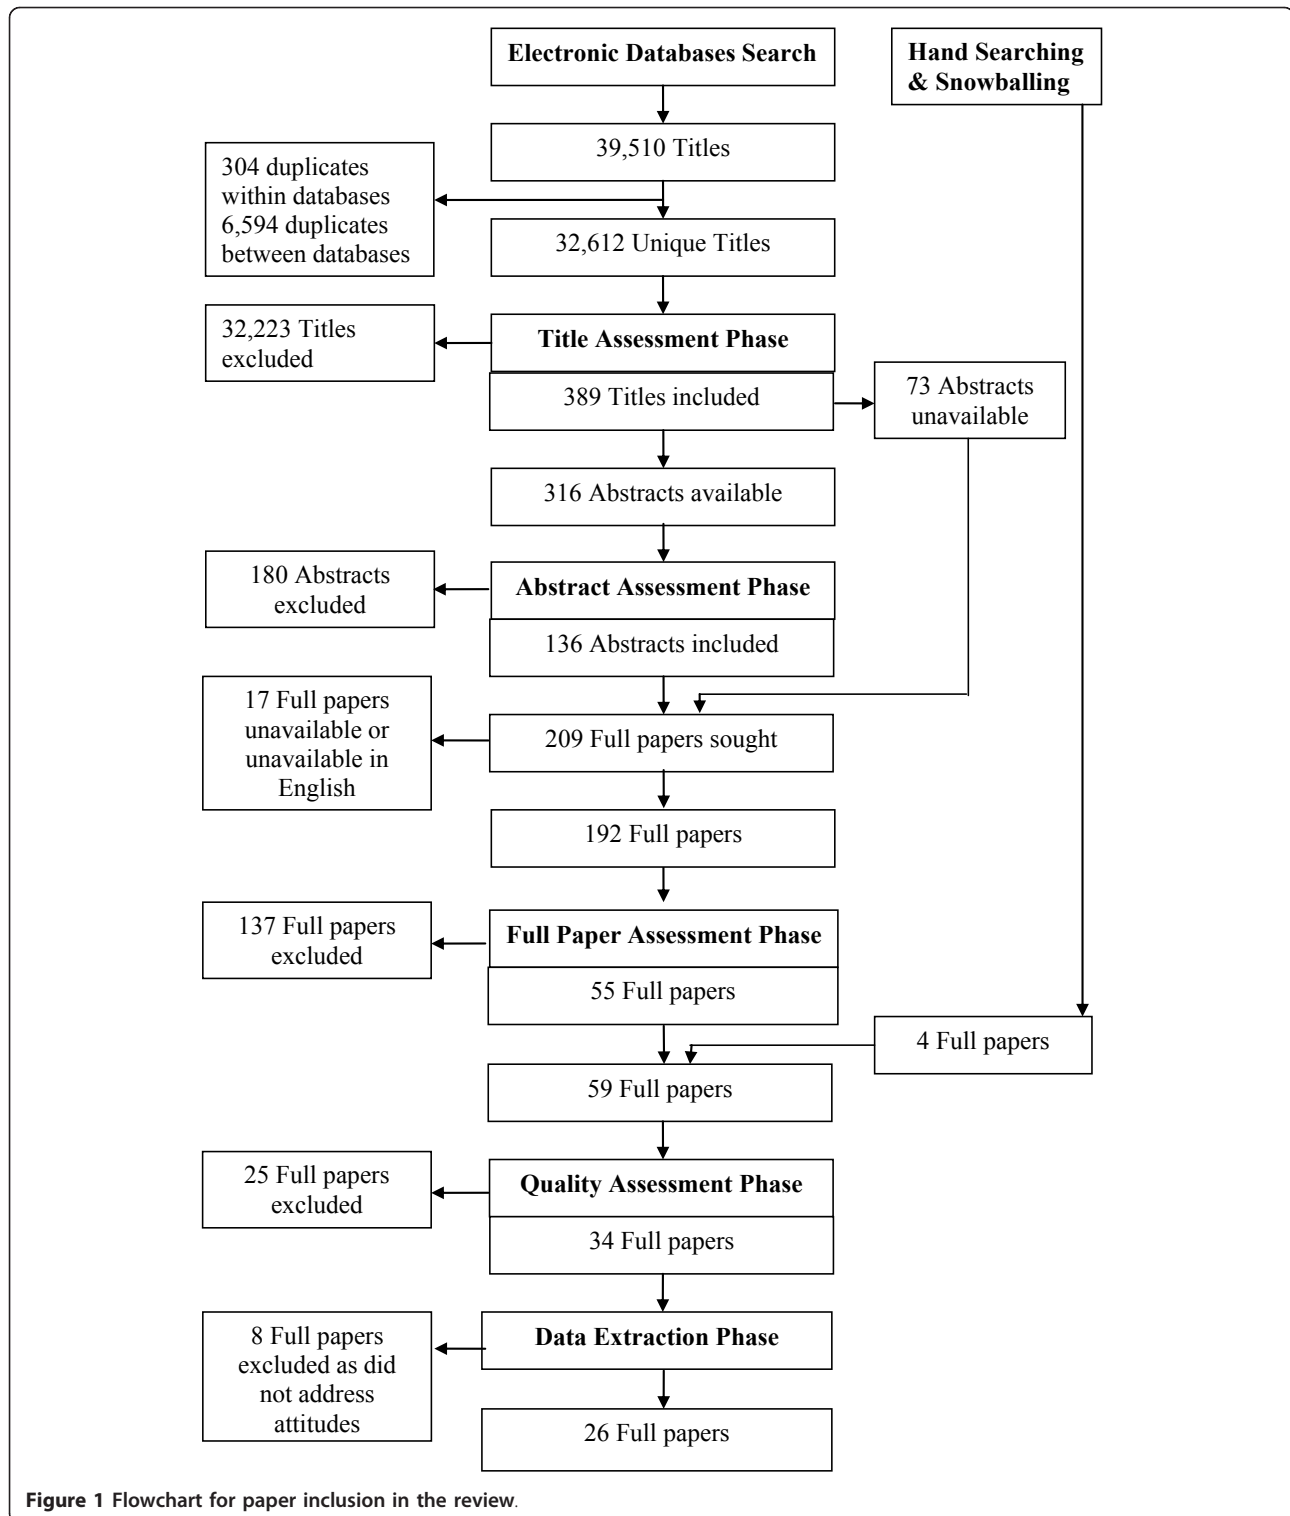 Electronic Databases Search
Hand Searching
& Snowballing
39,510 Titles
304 duplicates
within databases
6,594 duplicates
between databases
32,612 Unique Titles
32,223 Titles
excluded
Title Assessment Phase
389 Titles included
73 Abstracts
unavailable
316 Abstracts available
180 Abstracts
excluded
Abstract Assessment Phase
136 Abstracts included
17 Full papers
unavailable or
unavailable in
English
209 Full papers sought
192 Full papers
137 Full papers
excluded
Full Paper Assessment Phase
55 Full papers
4 Full papers
59 Full papers
25 Full papers
excluded
Quality Assessment Phase
34 Full papers
8 Full papers
excluded as did
not address
attitudes
Data Extraction Phase
26 Full papers
Figure 1 Flowchart for paper inclusion in the review.